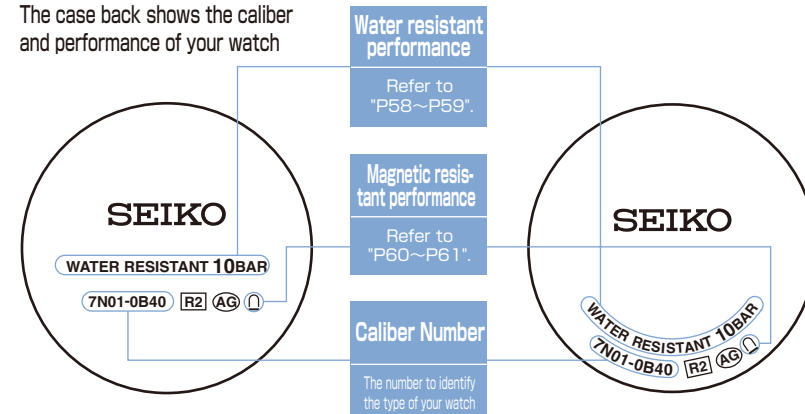 The case back shows the caliber
and performance of your watch
Water resistant
performance
Refer to
"P58～P59".
Magnetic resis-
tant performance
Refer to
"P60～P61".
Caliber Number
The number to identify
the type of your watch
SEIKO
WATER RESISTANT 10BAR
7N01-0B40 R2 AG
SEIKO
WATER RESISTANT 10BAR
7N01-0B40 R2 AG